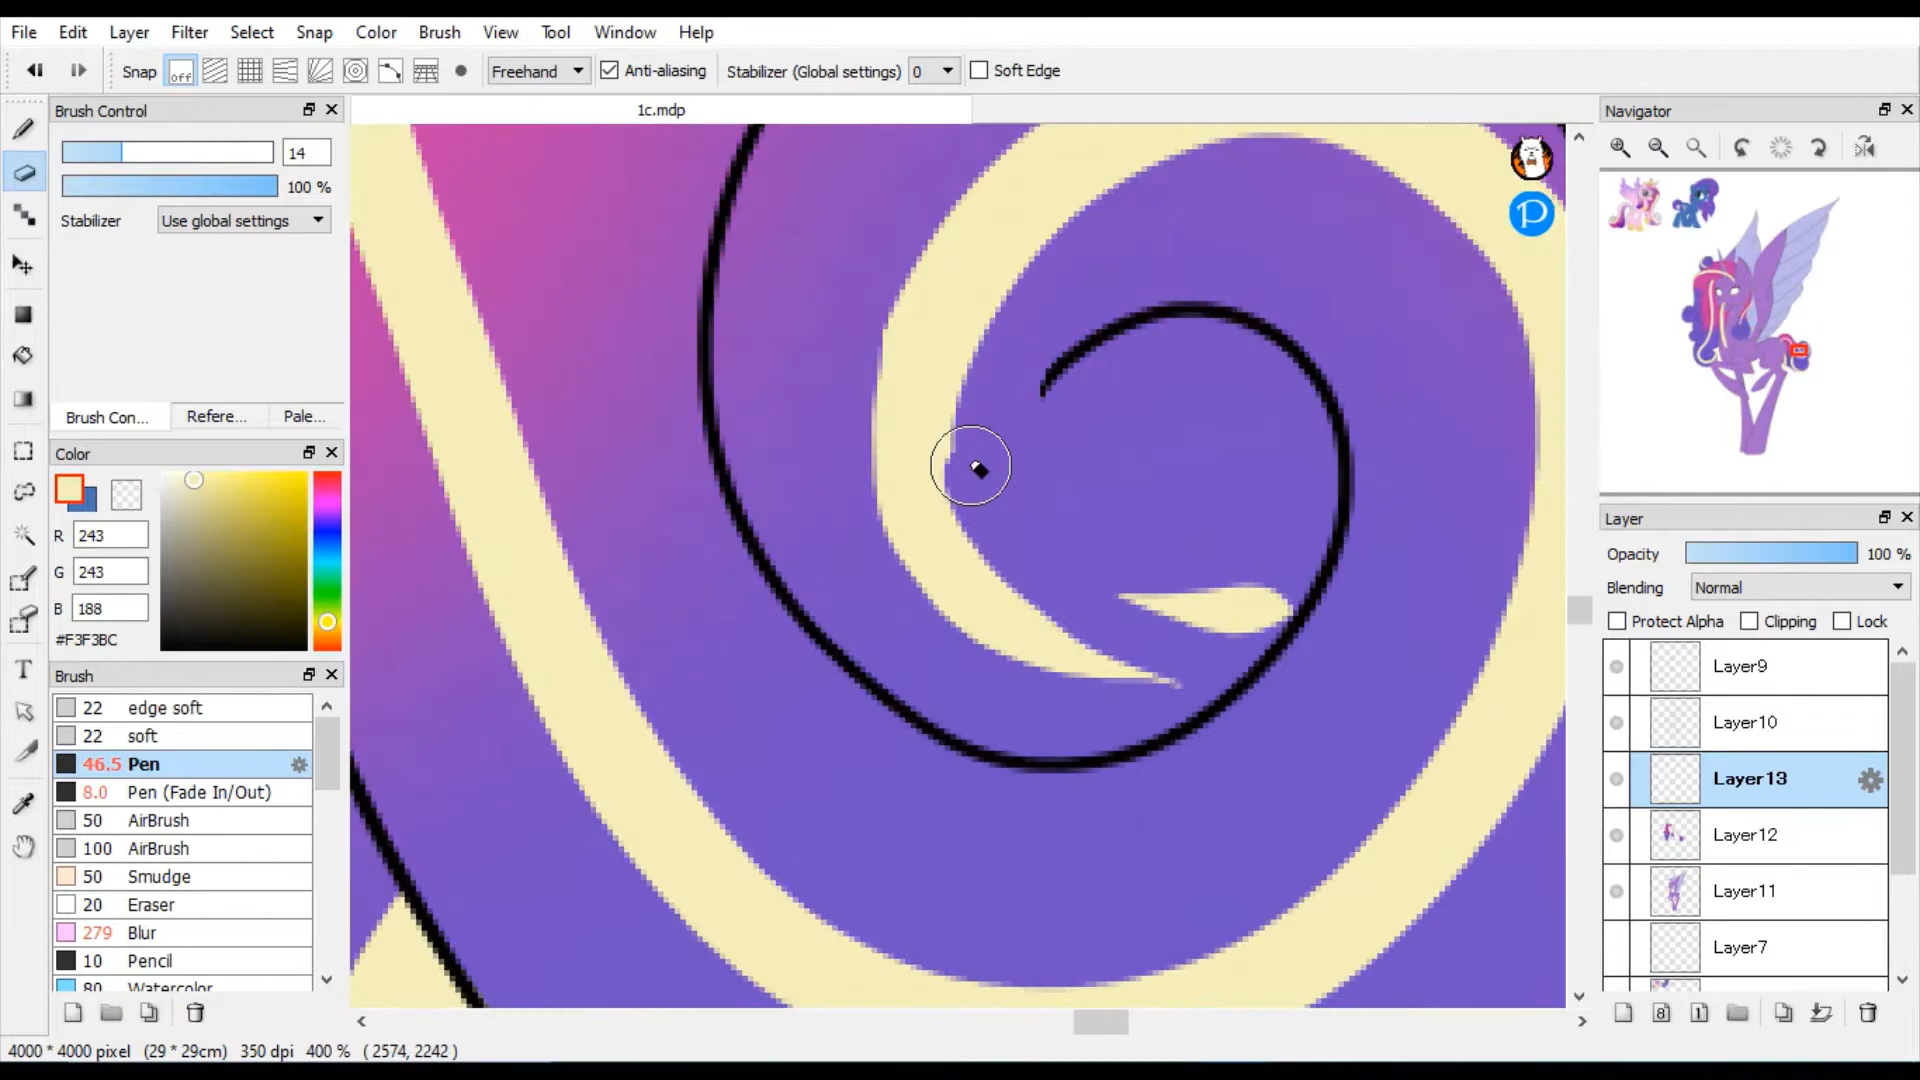 File Edit Layer Filter Select Snap Color Brush View Tool Window Help
Snap off Freehand Anti-aliasing Stabilizer (Global settings) 0 Soft Edge
Brush Control
1c.mdp
Navigator
14
100 %
Stabilizer Use global settings
P
Brush Con... Refere... Pale...
Color
R 243
G 243
B 188
#F3F3BC
Layer
Opacity 100 %
Blending Normal
Protect Alpha Clipping Lock
Layer9
Layer10
Layer13
Layer12
Layer11
Layer7
Brush
22 edge soft
22 soft
46.5 Pen
8.0 Pen (Fade In/Out)
50 AirBrush
100 AirBrush
50 Smudge
20 Eraser
279 Blur
10 Pencil
80 Watercolor
T
8 1
4000 * 4000 pixel (29 * 29cm) 350 dpi 400 % ( 2574, 2242 )